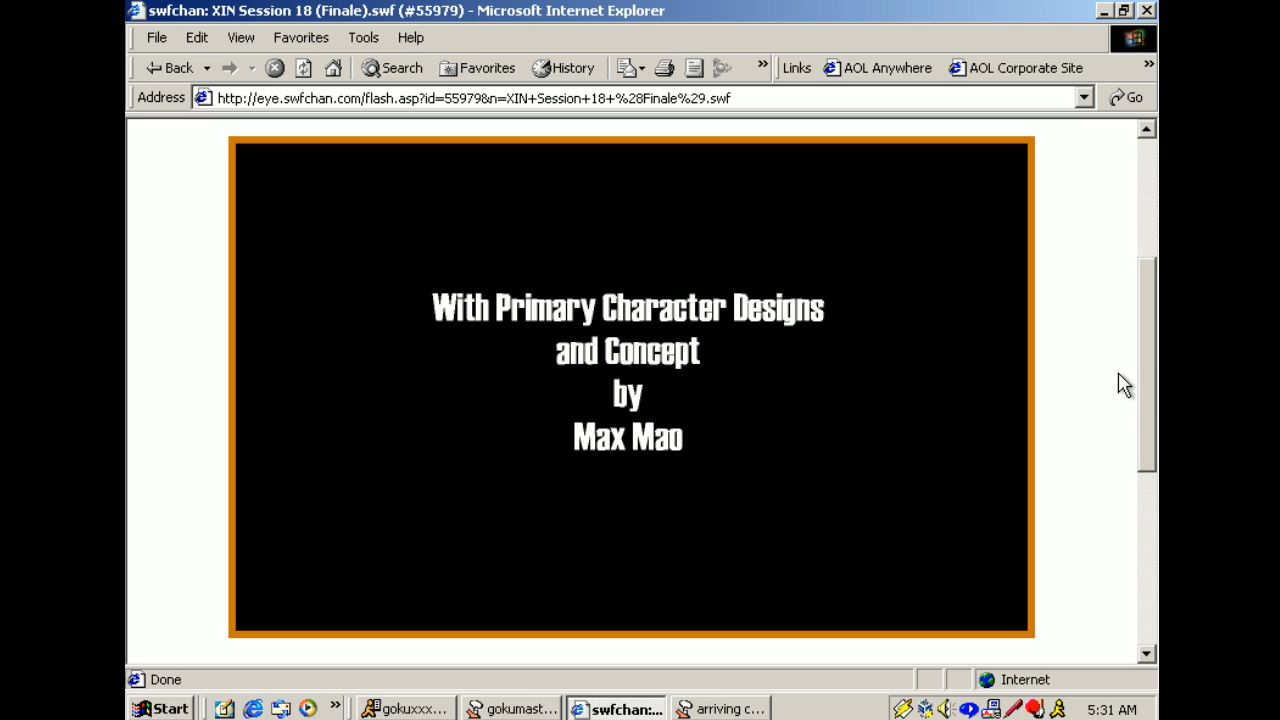 swfchan: XIN Session 18 (Finale).swf (#55979) - Microsoft Internet Explorer
File Edit View Favorites Tools Help
Back Search Favorites History » Links AOL Anywhere AOL Corporate Site »
Address http://eye.swfchan.com/flash.asp?id=55979&n=XIN+Session+18+%28Finale%29.swf Go
With Primary Character Designs
and Concept
by
Max Mao
Done Internet
Start » gokuxxx... gokumast... swfchan:... arriving c... 5:31 AM